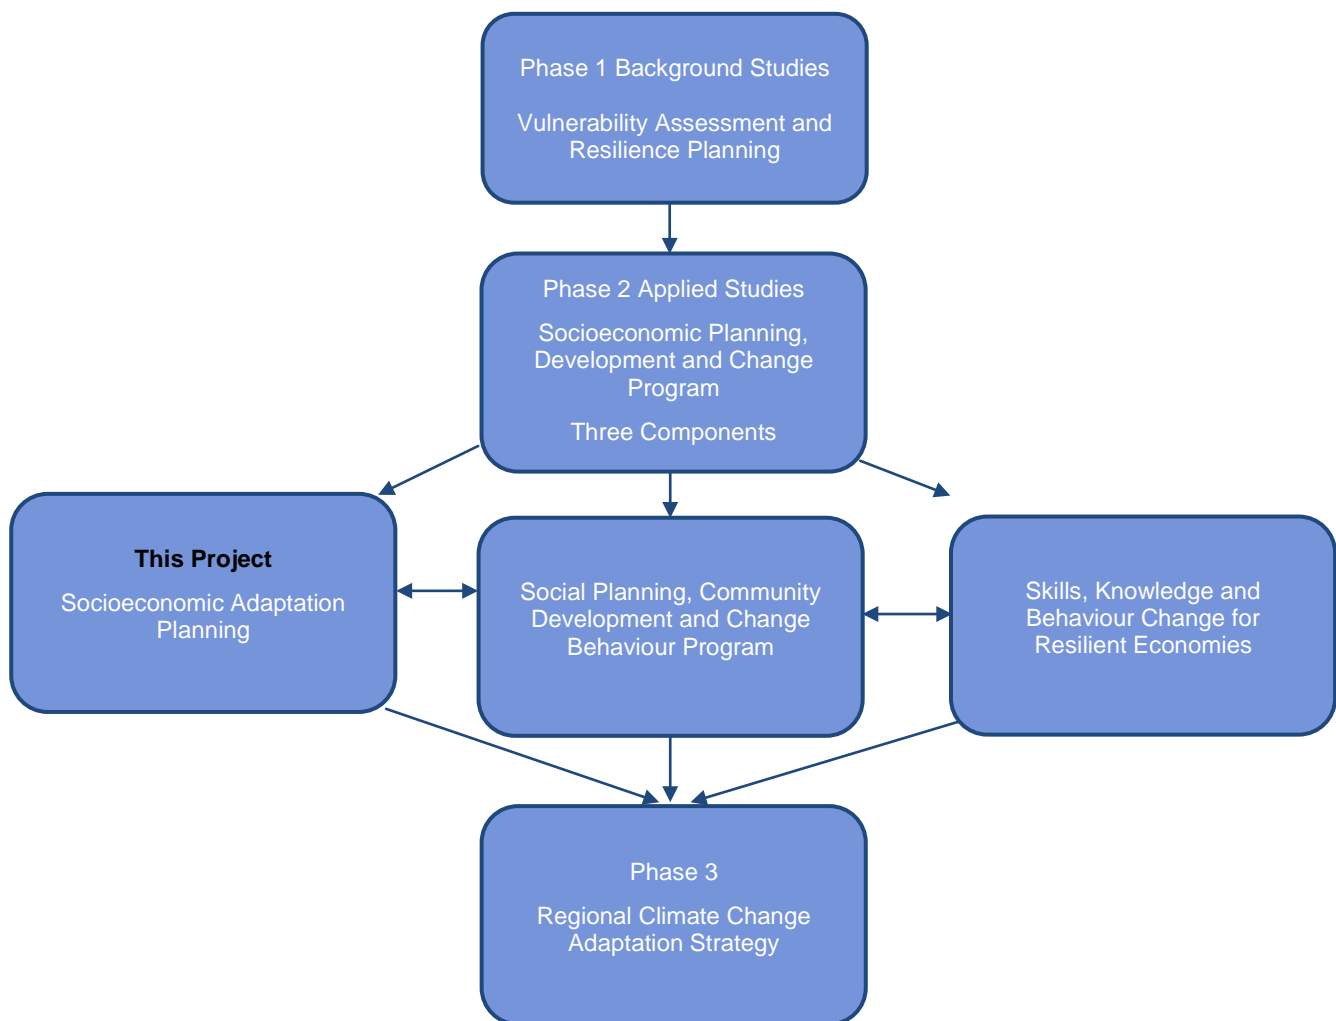 Phase 1 Background Studies
Vulnerability Assessment and
Resilience Planning
Phase 2 Applied Studies
Socioeconomic Planning,
Development and Change
Program
Three Components
This Project
Socioeconomic Adaptation
Planning
Social Planning, Community
Development and Change
Behaviour Program
Skills, Knowledge and
Behaviour Change for
Resilient Economies
Phase 3
Regional Climate Change
Adaptation Strategy